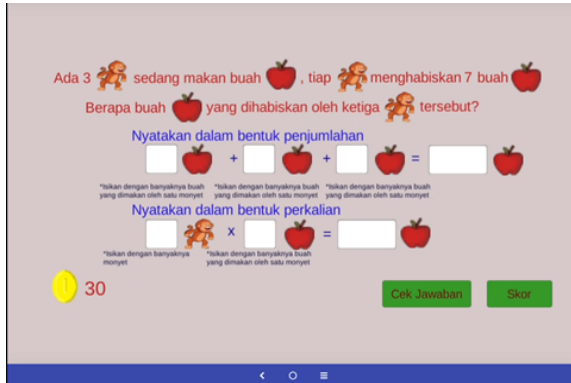 Ada 3 sedang makan buah , tiap menghabiskan 7 buah
Berapa buah yang dihabiskan oleh ketiga tersebut?
Nyatakan dalam bentuk penjumlahan
+ + =
*Isikan dengan banyaknya buah *Isikan dengan banyaknya buah *Isikan dengan banyaknya buah
yang dimakan oleh satu monyet yang dimakan oleh satu monyet yang dimakan oleh satu monyet
Nyatakan dalam bentuk perkalian
x =
*Isikan dengan banyaknya *Isikan dengan banyaknya buah
monyet yang dimakan oleh satu monyet
1 30
Cek Jawaban Skor